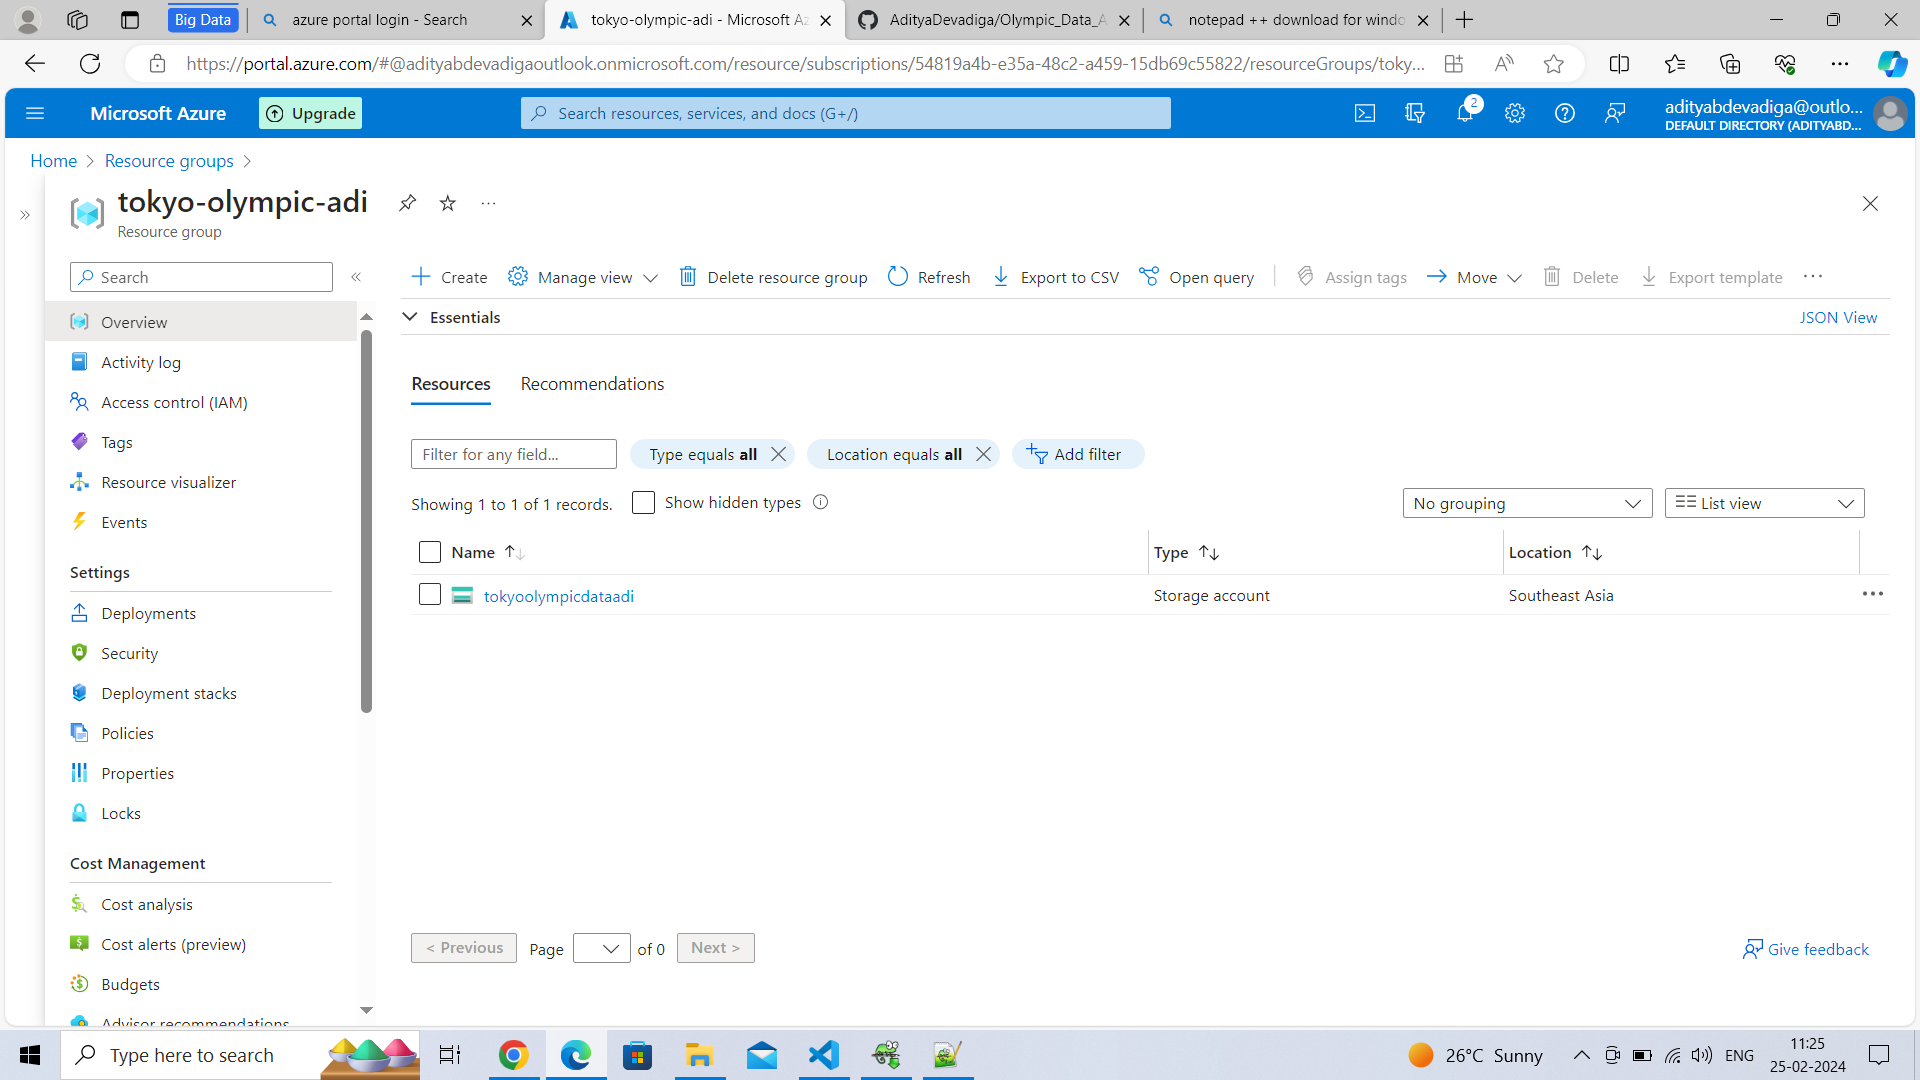 Big Data
azure portal login - Search
tokyo-olympic-adi - Microsoft Az
AdityaDevadiga/Olympic_Data_A
notepad ++ download for windo
https://portal.azure.com/#@adityabdevadigaoutlook.onmicrosoft.com/resource/subscriptions/54819a4b-e35a-48c2-a459-15db69c55822/resourceGroups/toky...
Microsoft Azure
Upgrade
Search resources, services, and docs (G+/)
2
adityabdevadiga@outlo...
DEFAULT DIRECTORY (ADITYABD...
Home
Resource groups
tokyo-olympic-adi
Resource group
Search
Create
Manage view
Delete resource group
Refresh
Export to CSV
Open query
Assign tags
Move
Delete
Export template
Overview
Activity log
Access control (IAM)
Tags
Resource visualizer
Events
Settings
Deployments
Security
Deployment stacks
Policies
Properties
Locks
Cost Management
Cost analysis
Cost alerts (preview)
Budgets
Advisor recommendations
Essentials
JSON View
Resources
Recommendations
Filter for any field...
Type equals all
Location equals all
Add filter
Showing 1 to 1 of 1 records.
Show hidden types
No grouping
List view
Name
Type
Location
tokyoolympicdataadi
Storage account
Southeast Asia
< Previous
Page
of 0
Next >
Give feedback
Type here to search
26°C Sunny
ENG
11:25
25-02-2024